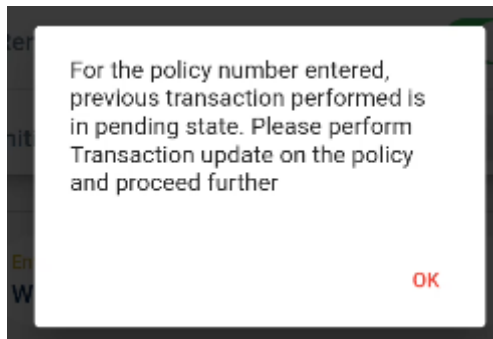 For the policy number entered,
previous transaction performed is
in pending state. Please perform
Transaction update on the policy
and proceed further
OK